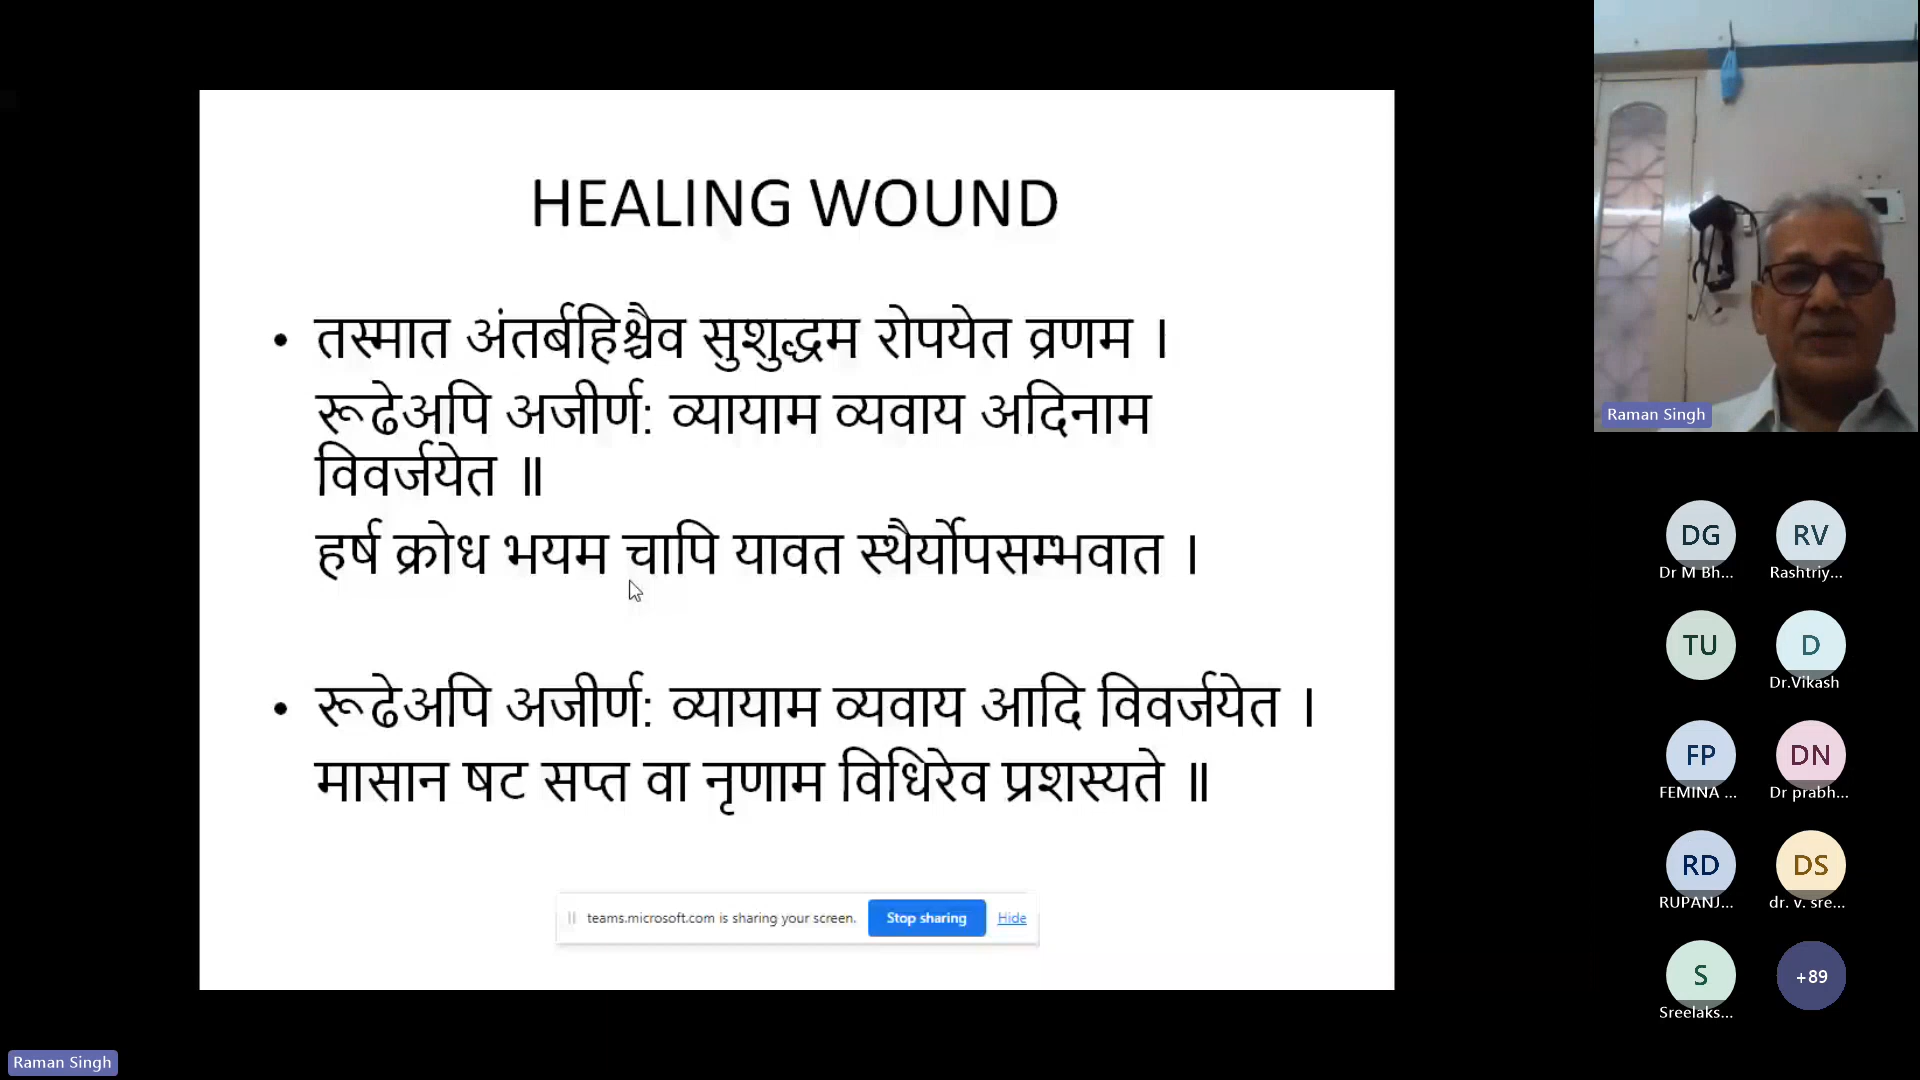 HEALING WOUND
• तस्मात अंतर्बहिश्चैव सुशुद्धम रोपयेत व्रणम ।
रूढेअपि अजीर्ण: व्यायाम व्यवाय अदिनाम
विवर्जयेत ॥
हर्ष क्रोध भयम चापि यावत स्थैर्योपसम्भवात ।
• रूढेअपि अजीर्ण: व्यायाम व्यवाय आदि विवर्जयेत ।
मासान षट सप्त वा नृणाम विधिरेव प्रशस्यते ॥
teams.microsoft.com is sharing your screen. Stop sharing Hide
Raman Singh
DG RV
Dr M Bh... Rashtriy...
TU D
Dr.Vikash
FP DN
FEMINA ... Dr prabh...
RD DS
RUPANJ... dr. v. sre...
S +89
Sreelaks...
Raman Singh